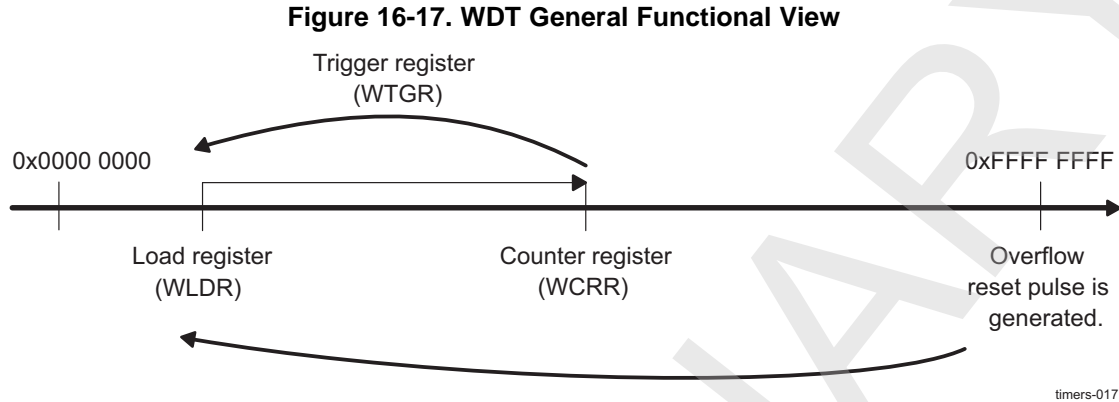 Figure 16-17. WDT General Functional View
Trigger register
(WTGR)
0x0000 0000
0xFFFF FFFF
Load register
(WLDR)
Counter register
(WCRR)
Overflow
reset pulse is
generated.
timers-017